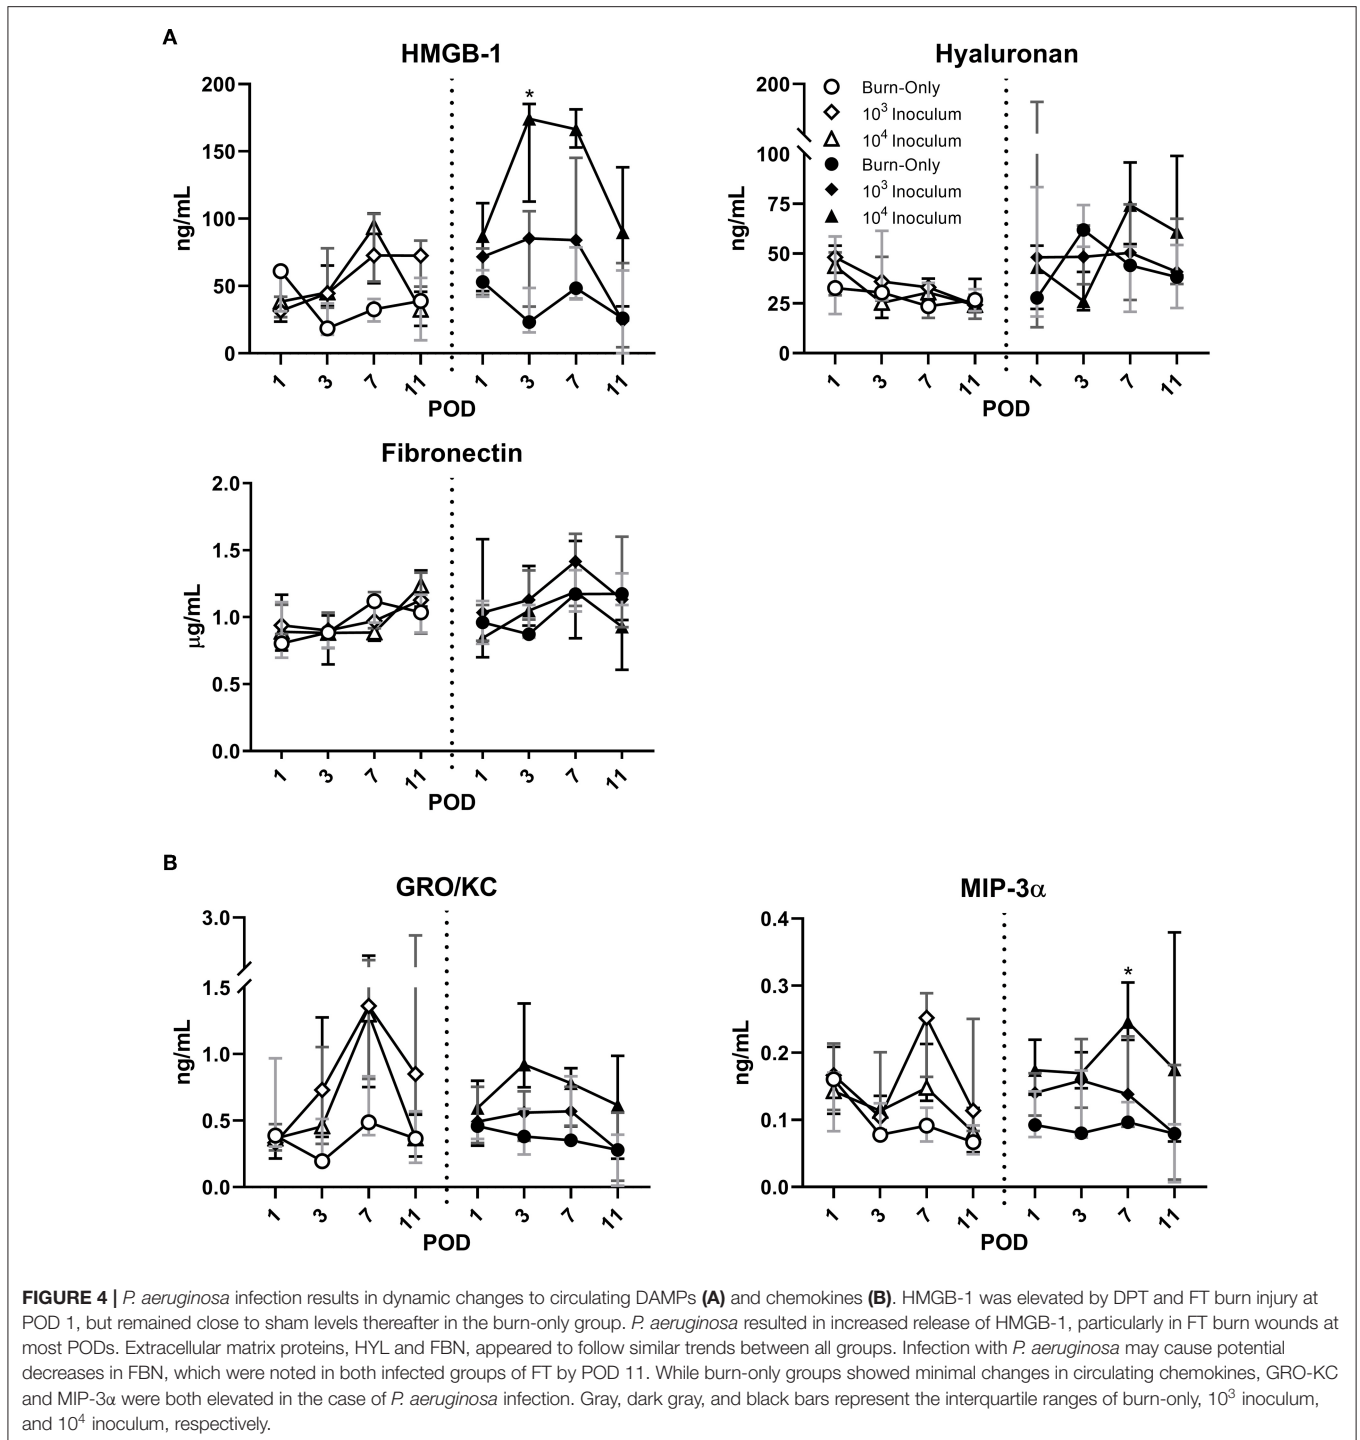 A
HMGB-1
200
150
100
50
0
ng/mL
*
1 3 7 11 1 3 7 11
POD
Hyaluronan
200
100
75
50
25
0
ng/mL
Burn-Only
10³ Inoculum
10⁴ Inoculum
Burn-Only
10³ Inoculum
10⁴ Inoculum
1 3 7 11 1 3 7 11
POD
Fibronectin
2.0
1.5
1.0
0.5
0.0
µg/mL
1 3 7 11 1 3 7 11
POD
B
GRO/KC
3.0
1.5
1.0
0.5
0.0
ng/mL
1 3 7 11 1 3 7 11
POD
MIP-3α
0.4
0.3
0.2
0.1
0.0
ng/mL
*
1 3 7 11 1 3 7 11
POD
FIGURE 4 | P. aeruginosa infection results in dynamic changes to circulating DAMPs (A) and chemokines (B). HMGB-1 was elevated by DPT and FT burn injury at
POD 1, but remained close to sham levels thereafter in the burn-only group. P. aeruginosa resulted in increased release of HMGB-1, particularly in FT burn wounds at
most PODs. Extracellular matrix proteins, HYL and FBN, appeared to follow similar trends between all groups. Infection with P. aeruginosa may cause potential
decreases in FBN, which were noted in both infected groups of FT by POD 11. While burn-only groups showed minimal changes in circulating chemokines, GRO-KC
and MIP-3α were both elevated in the case of P. aeruginosa infection. Gray, dark gray, and black bars represent the interquartile ranges of burn-only, 10³ inoculum,
and 10⁴ inoculum, respectively.